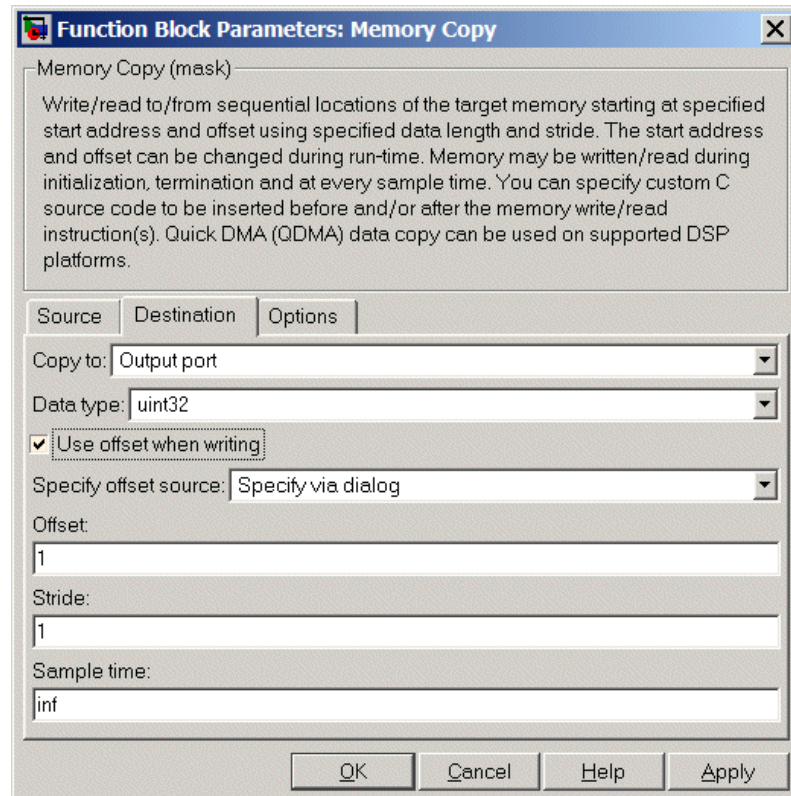 Function Block Parameters: Memory Copy
Memory Copy (mask)
Write/read to/from sequential locations of the target memory starting at specified
start address and offset using specified data length and stride. The start address
and offset can be changed during run-time. Memory may be written/read during
initialization, termination and at every sample time. You can specify custom C
source code to be inserted before and/or after the memory write/read
instruction(s). Quick DMA (QDMA) data copy can be used on supported DSP
platforms.
Source Destination Options
Copy to: Output port
Data type: uint32
Use offset when writing
Specify offset source: Specify via dialog
Offset:
1
Stride:
1
Sample time:
inf
OK Cancel Help Apply